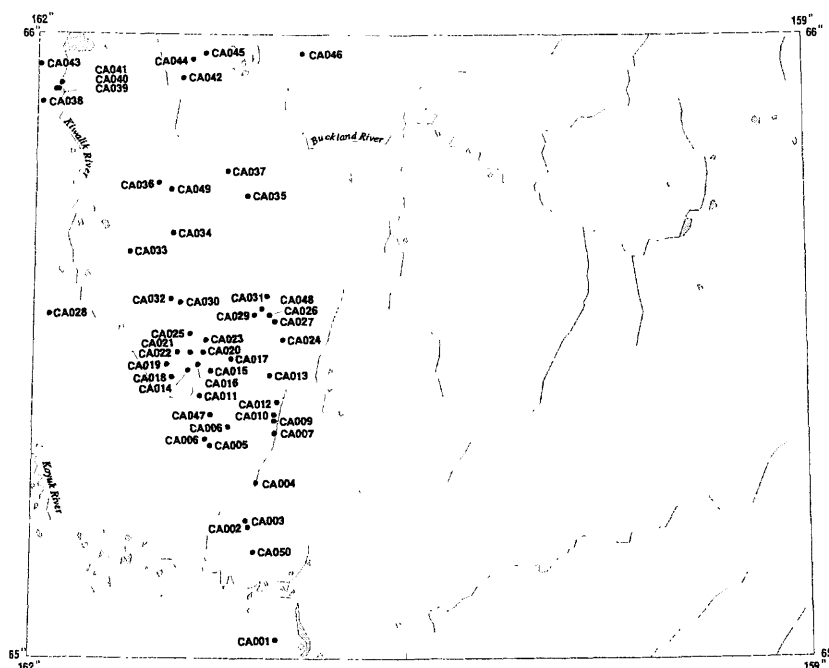 162"
159"
66"
66"
CA045
CA046
CA043
CA044
CA041
CA040
CA042
CA039
CA038
Kiwalik River
Buckland River
CA037
CA036
CA049
CA035
CA034
CA033
CA032
CA030
CA031
CA048
CA026
CA028
CA029
CA027
CA025
CA023
CA024
CA021
CA022
CA020
CA017
CA019
CA015
CA018
CA016
CA013
CA014
CA011
CA012
CA047
CA010
CA009
CA006
CA007
CA006
CA005
Koyuk River
CA004
CA003
CA002
CA050
CA001
65"
65
162"
159